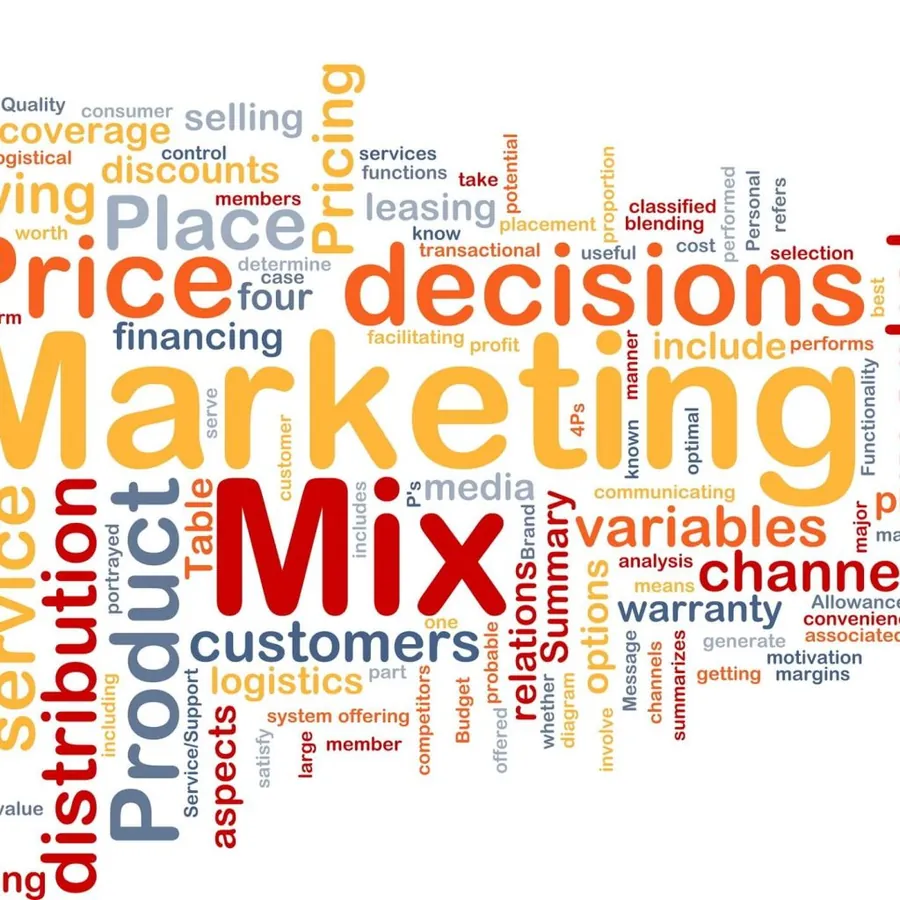 Quality
consumer
selling
Pricing
coverage
ogistical
control
discounts
services
functions
take
potential
proportion
performed
Personal
refers
ving
members
leasing
classified
blending
worth
Place
know
placement
transactional
useful
cost
selection
determine
case
Price
four
decisions
best
rm
financing
facilitating
profit
manner
include
performs
Marketing
serve
customer
4Ps
known
optimal
Functionality
service
distribution
portrayed
Product
Table
Mix
includes
P's
media
Brand
Summary
communicating
variables
major
p
ma
relations
analysis
means
channe
options
warranty
Allowance
convenien
associated
customers
one
generate
motivation
margins
getting
Message
channels
summarizes
logistics
part
competitors
Budget
probable
whether
diagram
involve
offered
including
Service/Support
aspects
satisfy
system offering
large
member
value
ng